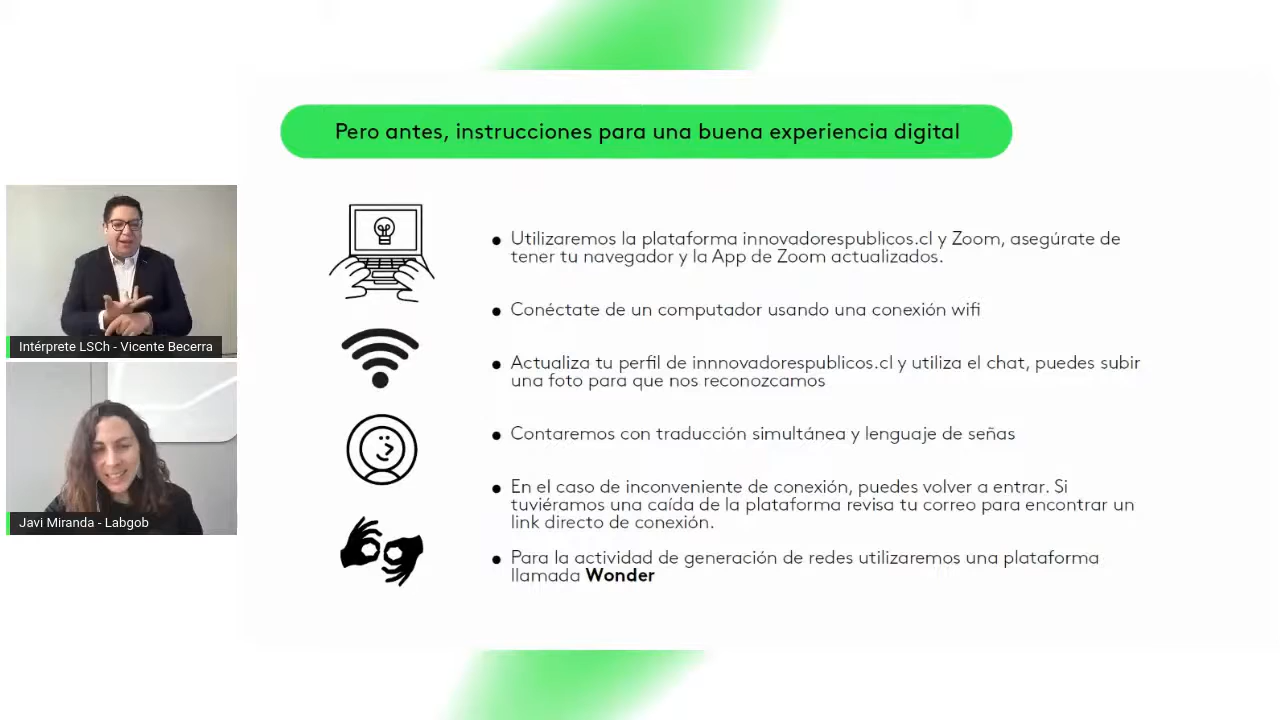 Pero antes, instrucciones para una buena experiencia digital
Utilizaremos la plataforma innovadorespublicos.cl y Zoom, asegúrate de
tener tu navegador y la App de Zoom actualizados.
Conéctate de un computador usando una conexión wifi
Actualiza tu perfil de innnovadorespublicos.cl y utiliza el chat, puedes subir
una foto para que nos reconozcamos
Contaremos con traducción simultánea y lenguaje de señas
En el caso de inconveniente de conexión, puedes volver a entrar. Si
tuviéramos una caída de la plataforma revisa tu correo para encontrar un
link directo de conexión.
Para la actividad de generación de redes utilizaremos una plataforma
llamada Wonder
Intérprete LSCh - Vicente Becerra
Javi Miranda - Labgob